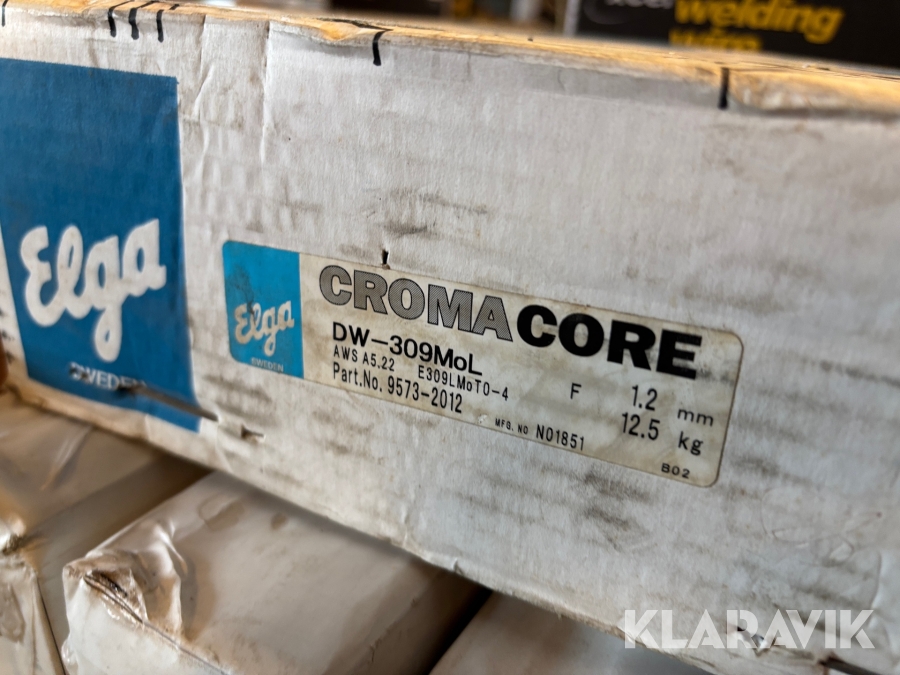 welding
Elga
SWEDEN
Elga
SWEDEN
CROMACORE
DW-309MoL
AWS A5.22 E309LMoT0-4 F 1.2 mm
Part.No. 9573-2012 12.5 kg
MFG. NO N01851
B02
KLARAVIK